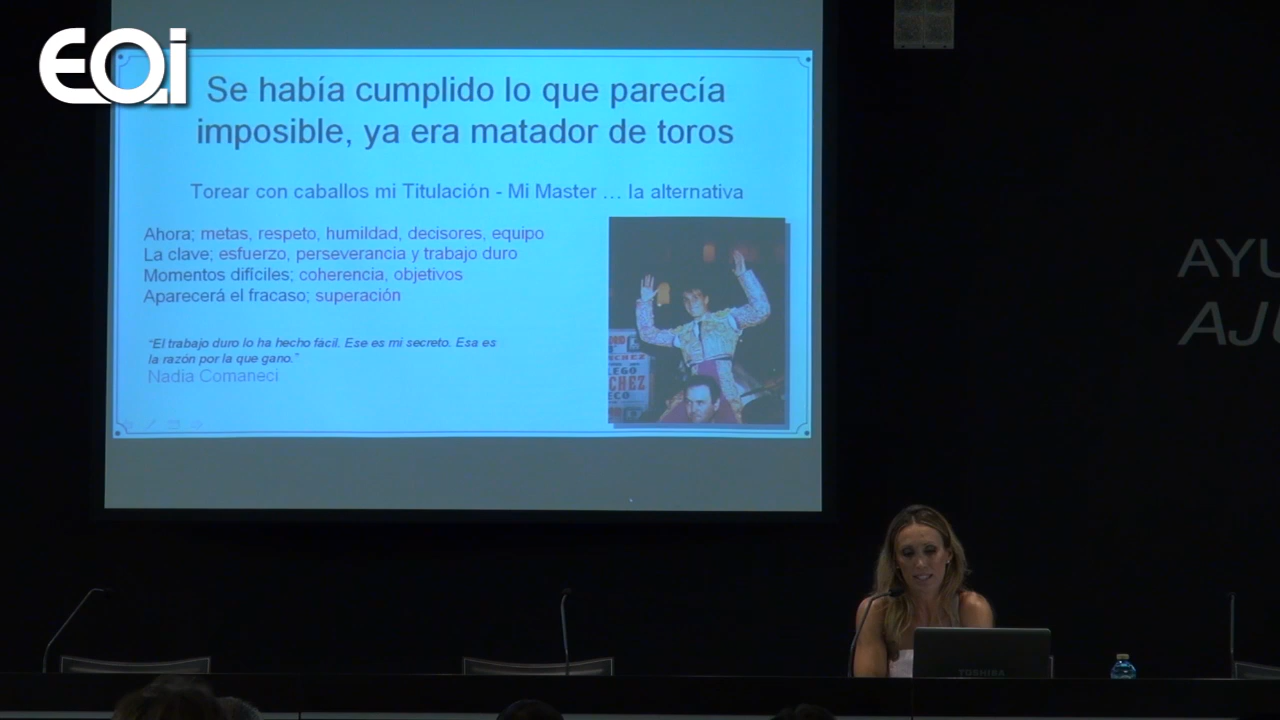 EOi
Se había cumplido lo que parecía
imposible, ya era matador de toros
Torear con caballos mi Titulación - Mi Master ... la alternativa
Ahora; metas, respeto, humildad, decisores, equipo
La clave; esfuerzo, perseverancia y trabajo duro
Momentos difíciles; coherencia, objetivos
Aparecerá el fracaso; superación
“El trabajo duro lo ha hecho fácil. Ese es mi secreto. Esa es
la razón por la que gano.”
Nadia Comaneci
TOSHIBA